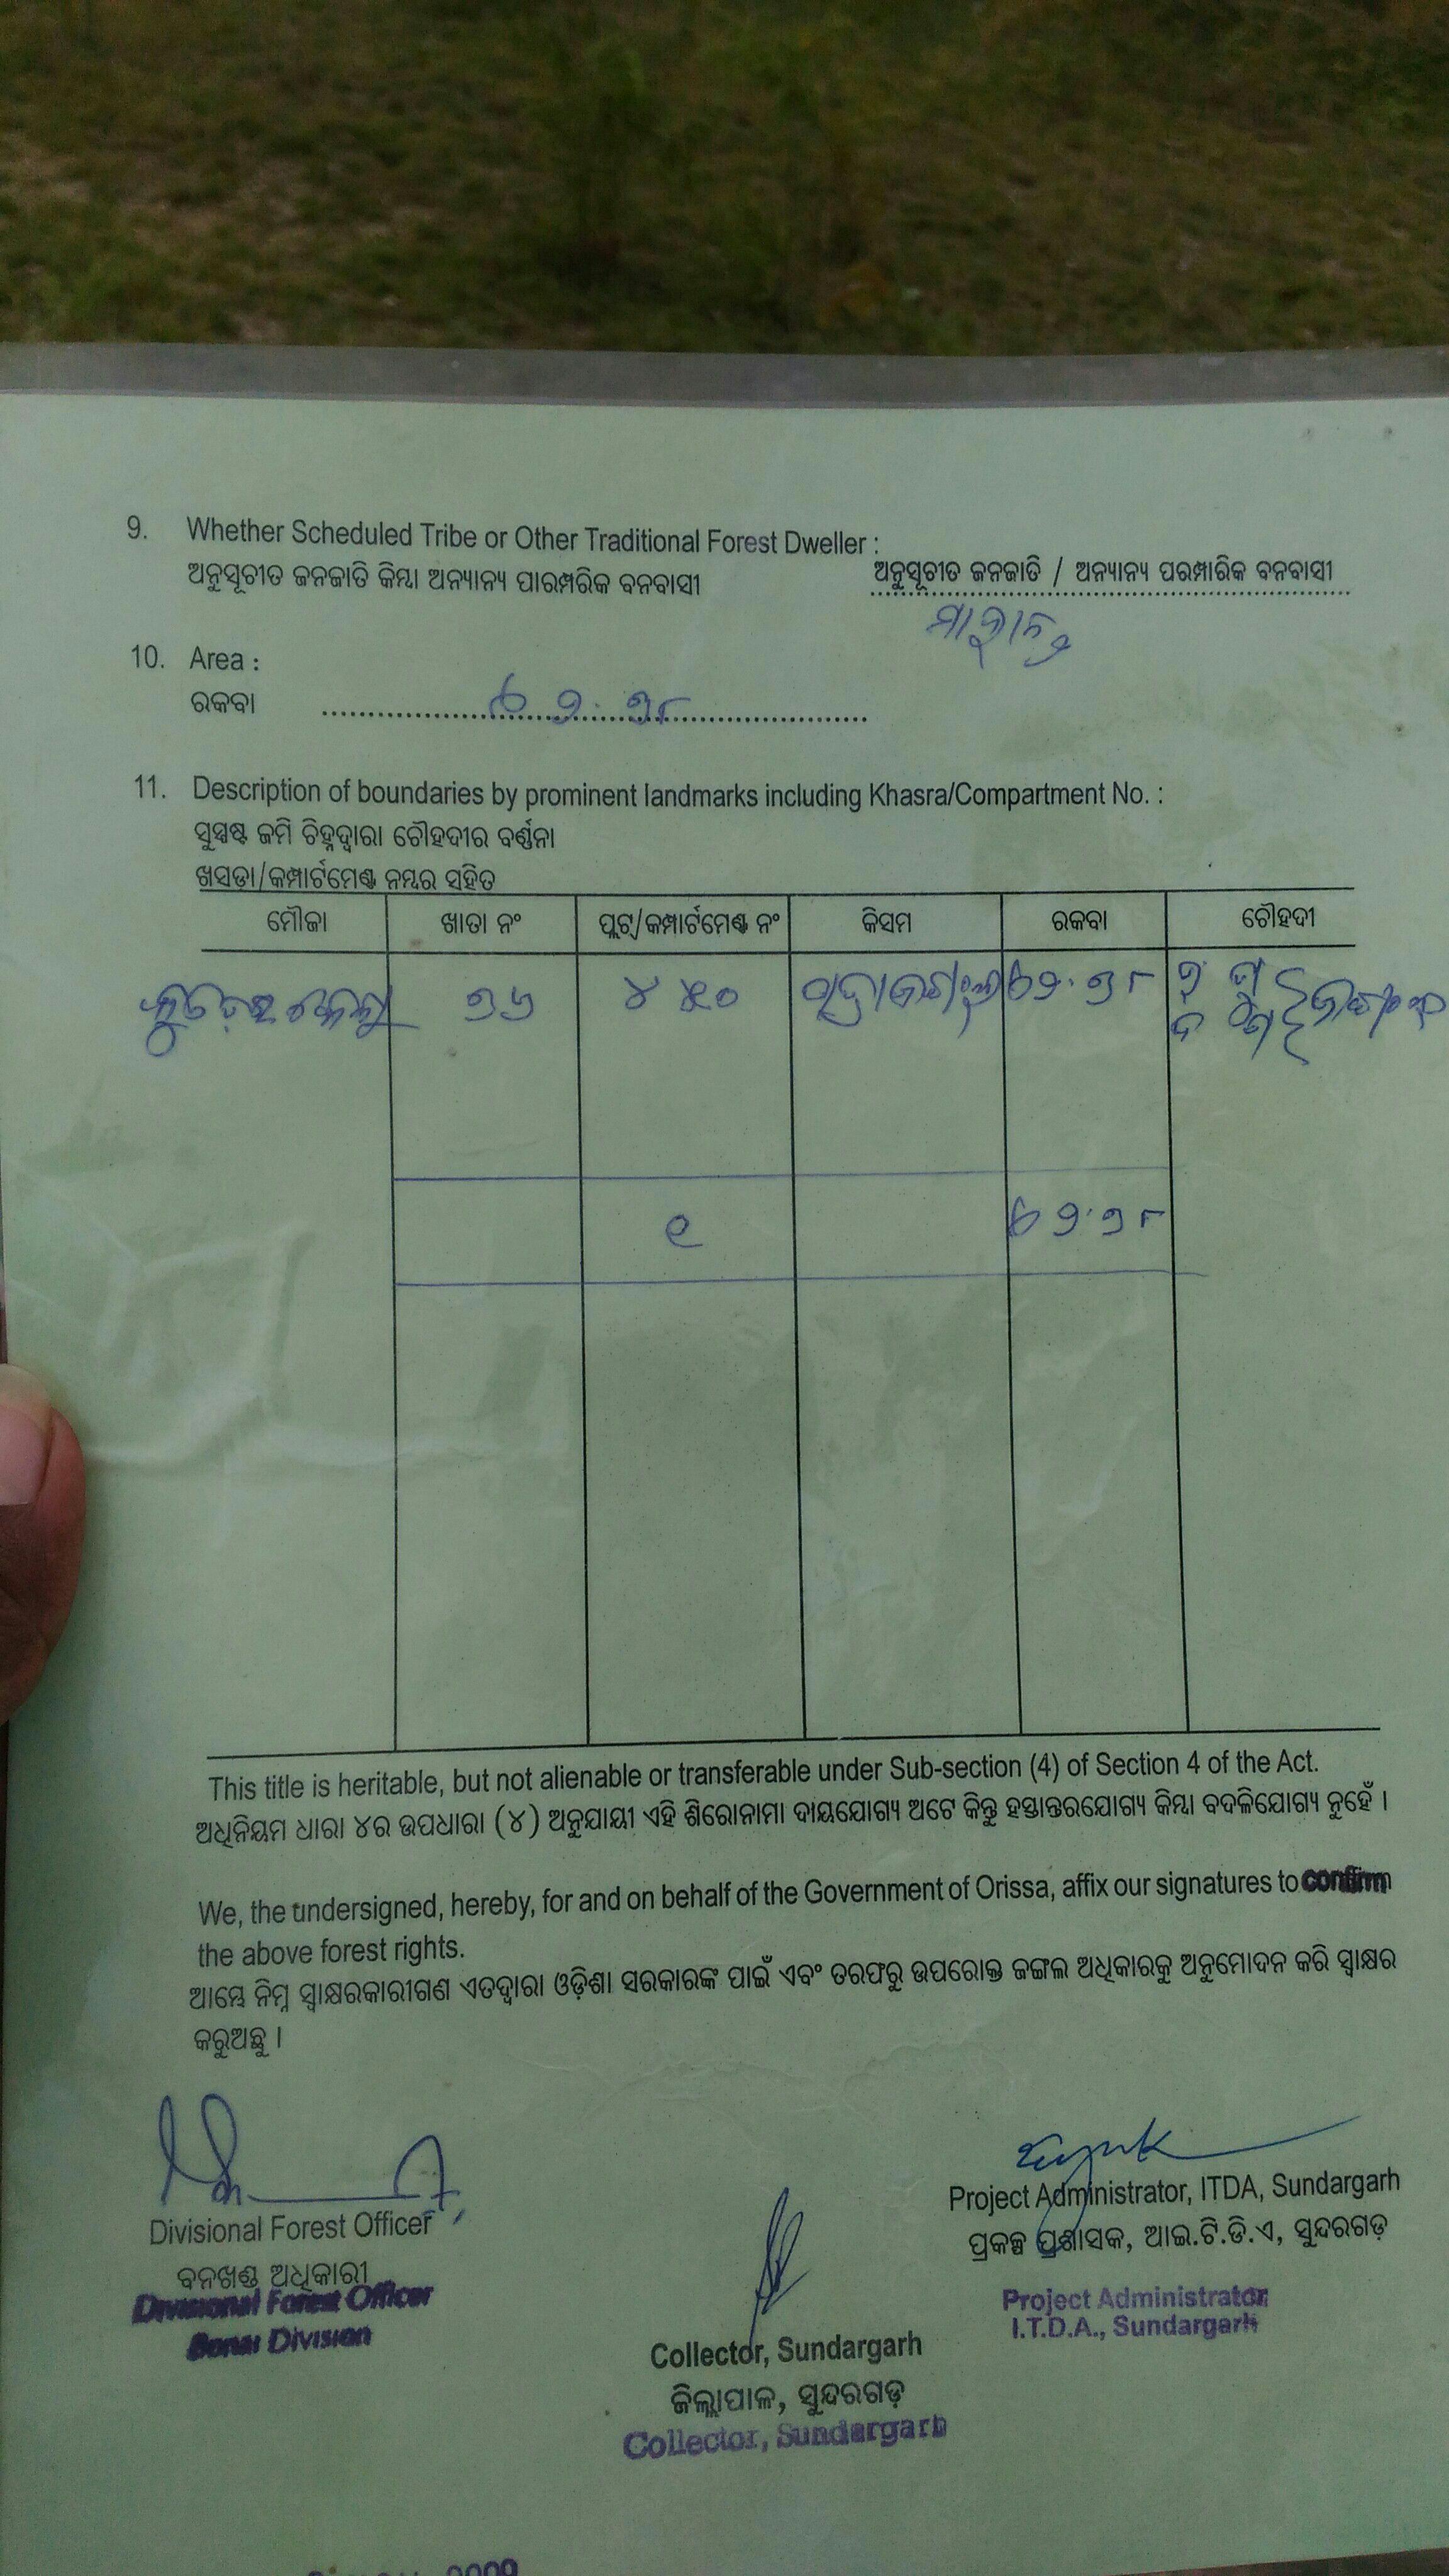 9. Whether Scheduled Tribe or Other Traditional Forest Dweller :
ଅନୁସୂଚୀତ ଜନଜାତି କିମ୍ଭା ଅନ୍ୟାନ୍ୟ ପାରମ୍ପରିକ ବନବାସୀ ଅନୁସୂଚୀତ ଜନଜାତି / ଅନ୍ୟାନ୍ୟ ପରମ୍ପାରିକ ବନବାସୀ
10. Area :
ରକବା
11. Description of boundaries by prominent landmarks including Khasra/Compartment No. :
ସୁସ୍ପଷ୍ଟ ଜମି ଚିହ୍ନଦ୍ୱାରା ଚୌହଦୀର ବର୍ଣ୍ଣନା
ଖସଡ଼ା/କମ୍ପାର୍ଟମେଣ୍ଟ ନମ୍ବର ସହିତ
ମୌଜା ଖାତା ନଂ ପ୍ଲଟ୍/କମ୍ପାର୍ଟମେଣ୍ଟ ନଂ କିସମ ରକବା ଚୌହଦୀ
୭୬ ୪୫୦
୧
This title is heritable, but not alienable or transferable under Sub-section (4) of Section 4 of the Act.
ଅଧିନିୟମ ଧାରା ୪ର ଉପଧାରା (୪) ଅନୁଯାୟୀ ଏହି ଶିରୋନାମା ଦାୟଯୋଗ୍ୟ ଅଟେ କିନ୍ତୁ ହସ୍ତାନ୍ତରଯୋଗ୍ୟ କିମ୍ଭା ବଦଳିଯୋଗ୍ୟ ନୁହେଁ ।
We, the undersigned, hereby, for and on behalf of the Government of Orissa, affix our signatures to confirm
the above forest rights.
ଆମ୍ଭେ ନିମ୍ନ ସ୍ୱାକ୍ଷରକାରୀଗଣ ଏତଦ୍ୱାରା ଓଡ଼ିଶା ସରକାରଙ୍କ ପାଇଁ ଏବଂ ତରଫରୁ ଉପରୋକ୍ତ ଜଙ୍ଗଲ ଅଧିକାରକୁ ଅନୁମୋଦନ କରି ସ୍ୱାକ୍ଷର
କରୁଅଛୁ ।
Divisional Forest Officer
ବନଖଣ୍ଡ ଅଧିକାରୀ
Divisional Forest Officer
Bonai Division
Project Administrator, ITDA, Sundargarh
ପ୍ରକଳ୍ପ ପ୍ରଶାସକ, ଆଇ.ଟି.ଡି.ଏ, ସୁନ୍ଦରଗଡ଼
Project Administrator
I.T.D.A., Sundargarh
Collector, Sundargarh
ଜିଲ୍ଲାପାଳ, ସୁନ୍ଦରଗଡ଼
Collector, Sundargarh